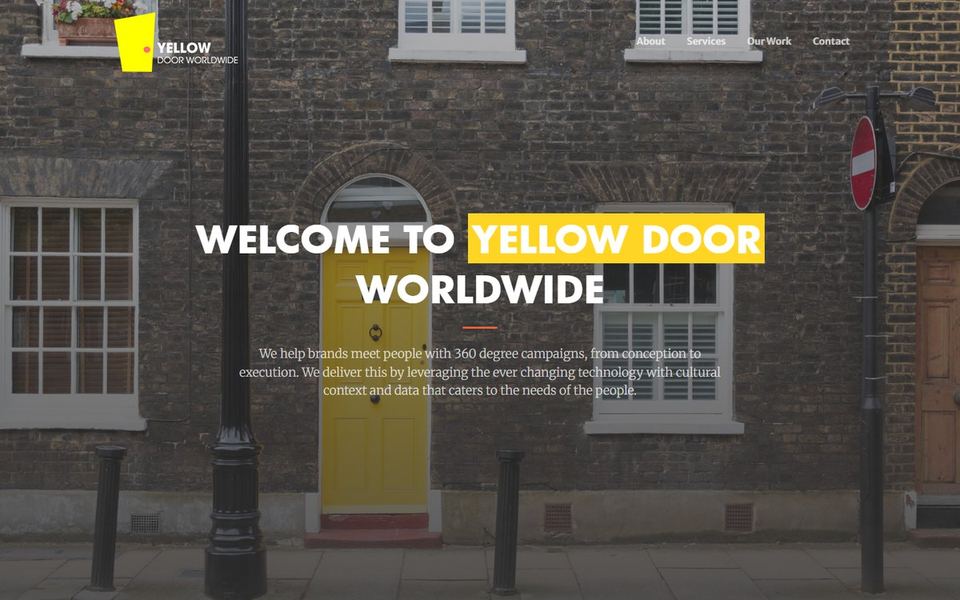 YELLOW
DOOR WORLDWIDE
About Services Our Work Contact
WELCOME TO YELLOW DOOR
WORLDWIDE
We help brands meet people with 360 degree campaigns, from conception to
execution. We deliver this by leveraging the ever changing technology with cultural
context and data that caters to the needs of the people.